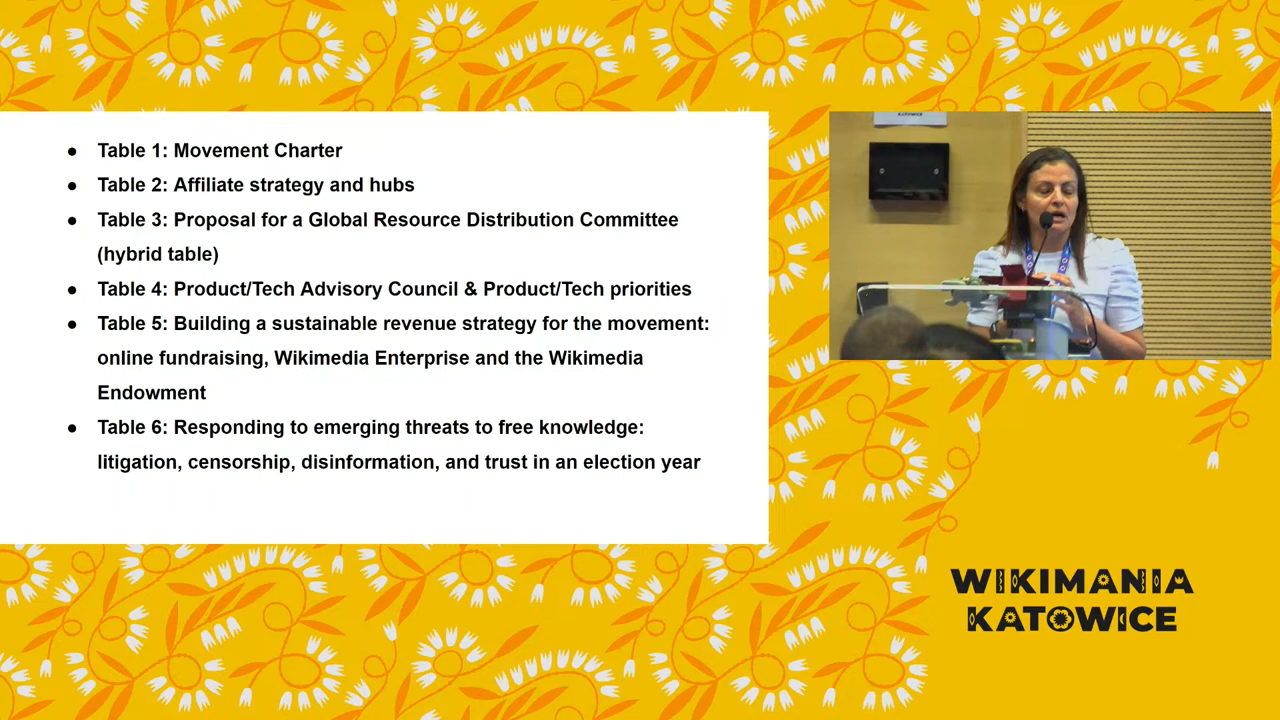 ● Table 1: Movement Charter
● Table 2: Affiliate strategy and hubs
● Table 3: Proposal for a Global Resource Distribution Committee
(hybrid table)
● Table 4: Product/Tech Advisory Council & Product/Tech priorities
● Table 5: Building a sustainable revenue strategy for the movement:
online fundraising, Wikimedia Enterprise and the Wikimedia
Endowment
● Table 6: Responding to emerging threats to free knowledge:
litigation, censorship, disinformation, and trust in an election year
KATOWICE
WIKIMANIA
KATOWICE